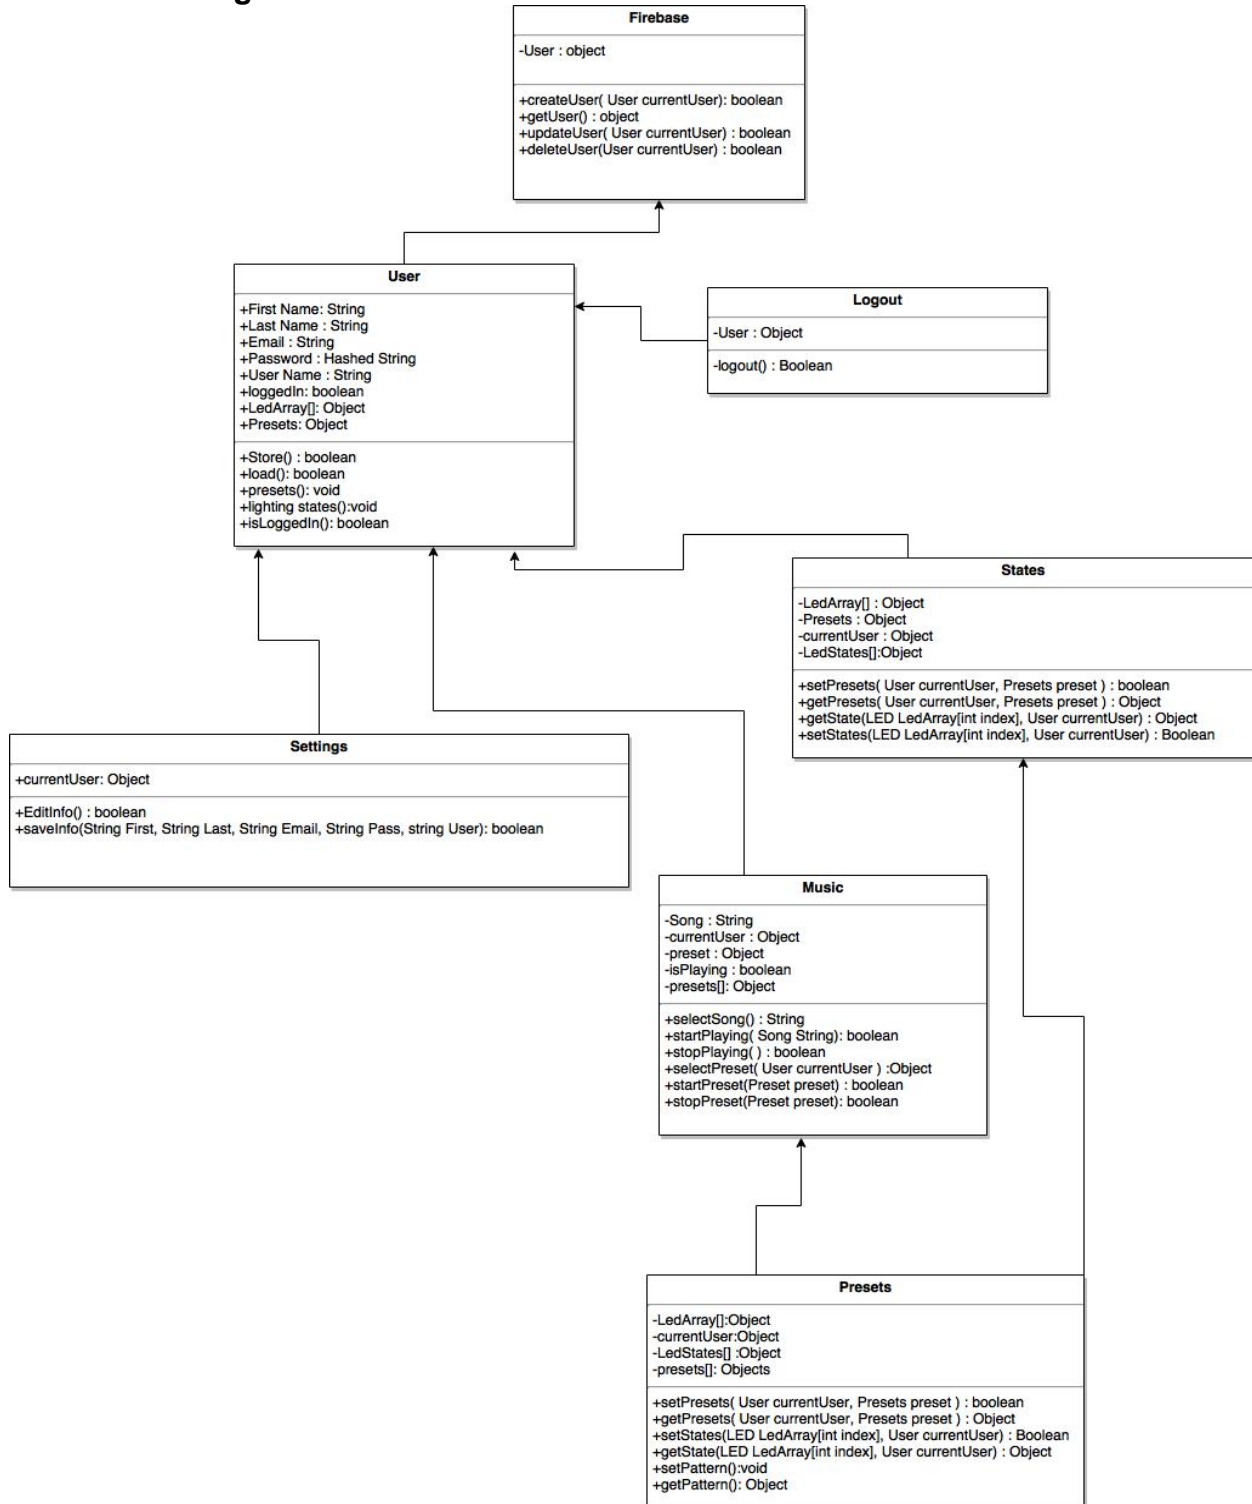 Firebase
-User : object
+createUser( User currentUser): boolean
+getUser() : object
+updateUser( User currentUser) : boolean
+deleteUser(User currentUser) : boolean
User
+First Name: String
+Last Name : String
+Email : String
+Password : Hashed String
+User Name : String
+loggedIn: boolean
+LedArray[]: Object
+Presets: Object
+Store() : boolean
+load(): boolean
+presets(): void
+lighting states():void
+isLoggedIn(): boolean
Logout
-User : Object
-logout() : Boolean
States
-LedArray[] : Object
-Presets : Object
-currentUser : Object
-LedStates[]:Object
+setPresets( User currentUser, Presets preset ) : boolean
+getPresets( User currentUser, Presets preset ) : Object
+getState(LED LedArray[int index], User currentUser) : Object
+setStates(LED LedArray[int index], User currentUser) : Boolean
Settings
+currentUser: Object
+EditInfo() : boolean
+saveInfo(String First, String Last, String Email, String Pass, string User): boolean
Music
-Song : String
-currentUser : Object
-preset : Object
-isPlaying : boolean
-presets[]: Object
+selectSong() : String
+startPlaying( Song String): boolean
+stopPlaying( ) : boolean
+selectPreset( User currentUser ) :Object
+startPreset(Preset preset) : boolean
+stopPreset(Preset preset): boolean
Presets
-LedArray[]:Object
-currentUser:Object
-LedStates[] :Object
-presets[]: Objects
+setPresets( User currentUser, Presets preset ) : boolean
+getPresets( User currentUser, Presets preset ) : Object
+setStates(LED LedArray[int index], User currentUser) : Boolean
+getState(LED LedArray[int index], User currentUser) : Object
+setPattern():void
+getPattern(): Object